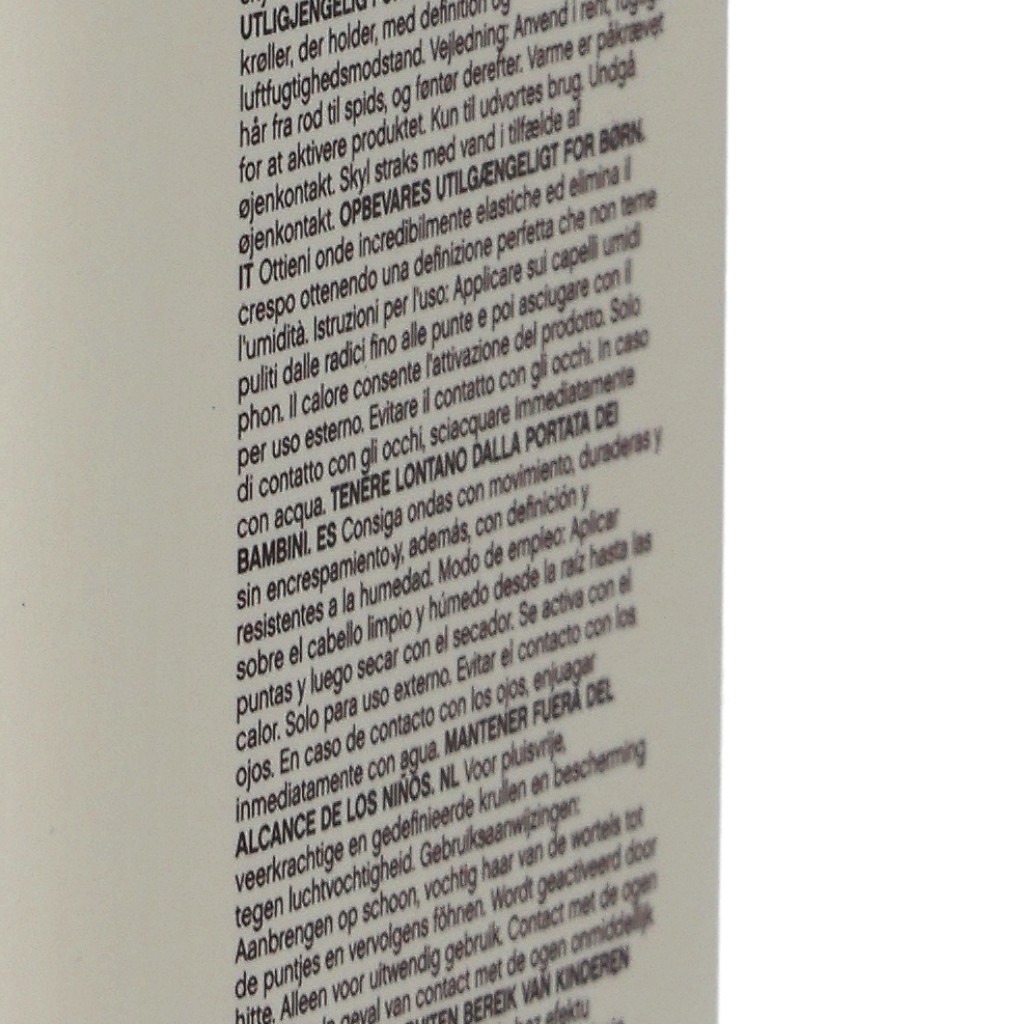 UTLIGJENGELIG
krøller, der holder, med definition og
luftfugtighedsmodstand. Vejledning: Anvend i rent, fugtigt
hår fra rod til spids, og føntør derefter. Varme er påkrævet
for at aktivere produktet. Kun til udvortes brug. Undgå
øjenkontakt. Skyl straks med vand i tilfælde af
øjenkontakt. OPBEVARES UTILGÆNGELIGT FOR BØRN.
IT Ottieni onde incredibilmente elastiche ed elimina il
crespo ottenendo una definizione perfetta che non teme
l'umidità. Istruzioni per l'uso: Applicare sui capelli umidi
puliti dalle radici fino alle punte e poi asciugare con il
phon. Il calore consente l'attivazione del prodotto. Solo
per uso esterno. Evitare il contatto con gli occhi. In caso
di contatto con gli occhi, sciacquare immediatamente
con acqua. TENERE LONTANO DALLA PORTATA DEI
BAMBINI. ES Consiga ondas con movimiento, duraderas y
sin encrespamiento y, además, con definición y
resistentes a la humedad. Modo de empleo: Aplicar
sobre el cabello limpio y húmedo desde la raíz hasta las
puntas y luego secar con el secador. Se activa con el
calor. Solo para uso externo. Evitar el contacto con los
ojos. En caso de contacto con los ojos, enjuagar
inmediatamente con agua. MANTENER FUERA DEL
ALCANCE DE LOS NIÑOS. NL Voor pluisvrije,
veerkrachtige en gedefinieerde krullen en bescherming
tegen luchtvochtigheid. Gebruiksaanwijzingen:
Aanbrengen op schoon, vochtig haar van de wortels tot
de puntjes en vervolgens föhnen. Wordt geactiveerd door
hitte. Alleen voor uitwendig gebruik. Contact met de ogen
geval van contact met de ogen onmiddellijk
BUITEN BEREIK VAN KINDEREN
bez efektu